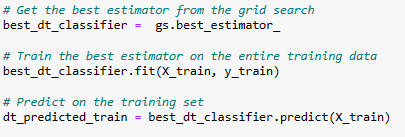 # Get the best estimator from the grid search
best_dt_classifier =  gs.best_estimator_
# Train the best estimator on the entire training data
best_dt_classifier.fit(X_train, y_train)
# Predict on the training set
dt_predicted_train = best_dt_classifier.predict(X_train)